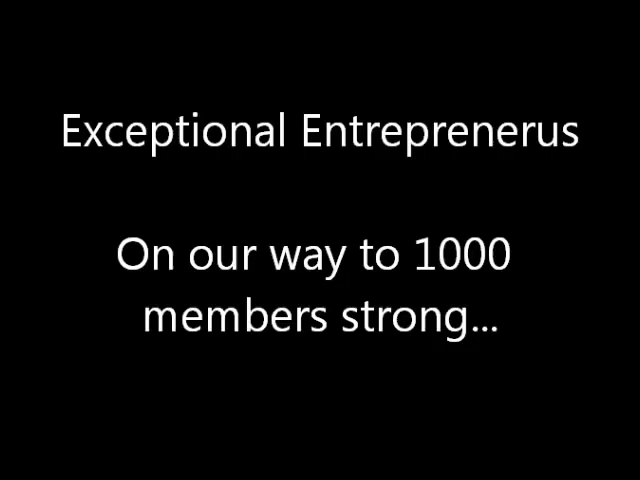 Exceptional Entreprenerus
On our way to 1000
members strong...